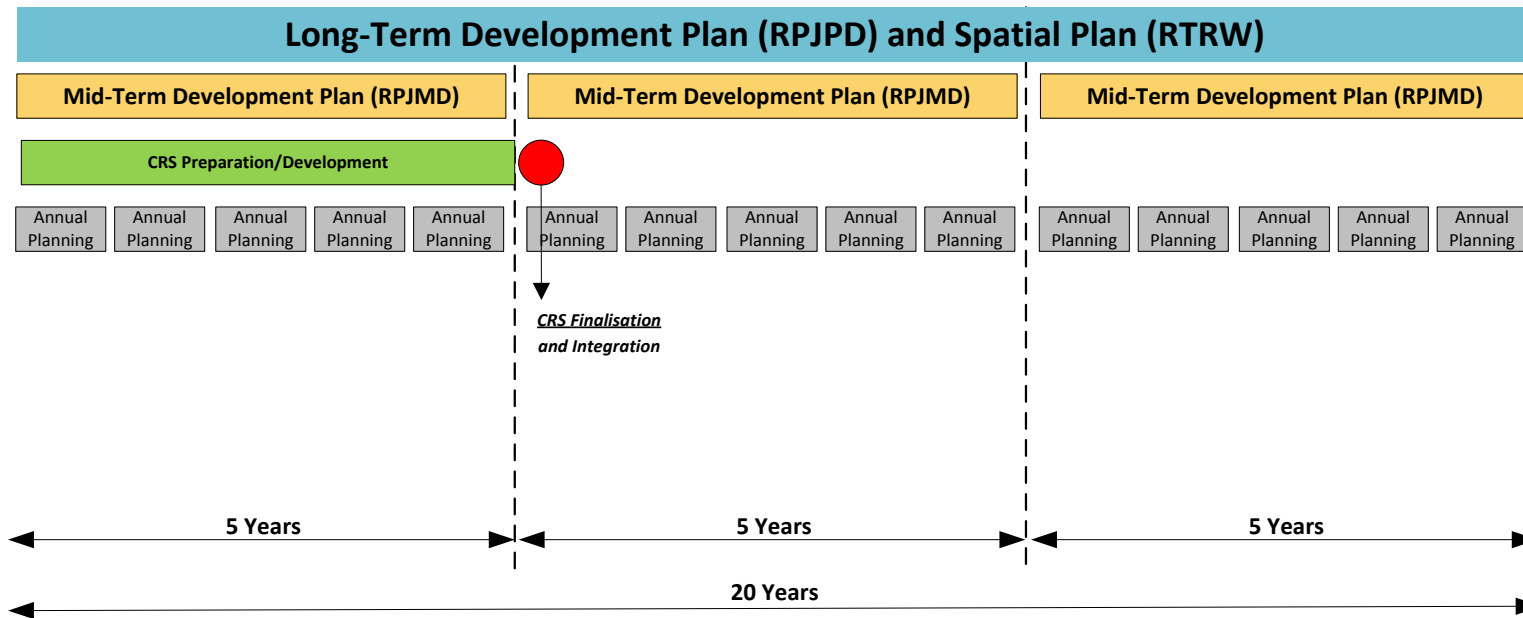 Long-Term Development Plan (RPJPD) and Spatial Plan (RTRW)
Mid-Term Development Plan (RPJMD)
Mid-Term Development Plan (RPJMD)
Mid-Term Development Plan (RPJMD)
CRS Preparation/Development
Annual
Planning
Annual
Planning
Annual
Planning
Annual
Planning
Annual
Planning
Annual
Planning
Annual
Planning
Annual
Planning
Annual
Planning
Annual
Planning
Annual
Planning
Annual
Planning
Annual
Planning
Annual
Planning
Annual
Planning
CRS Finalisation
and Integration
5 Years
5 Years
5 Years
20 Years